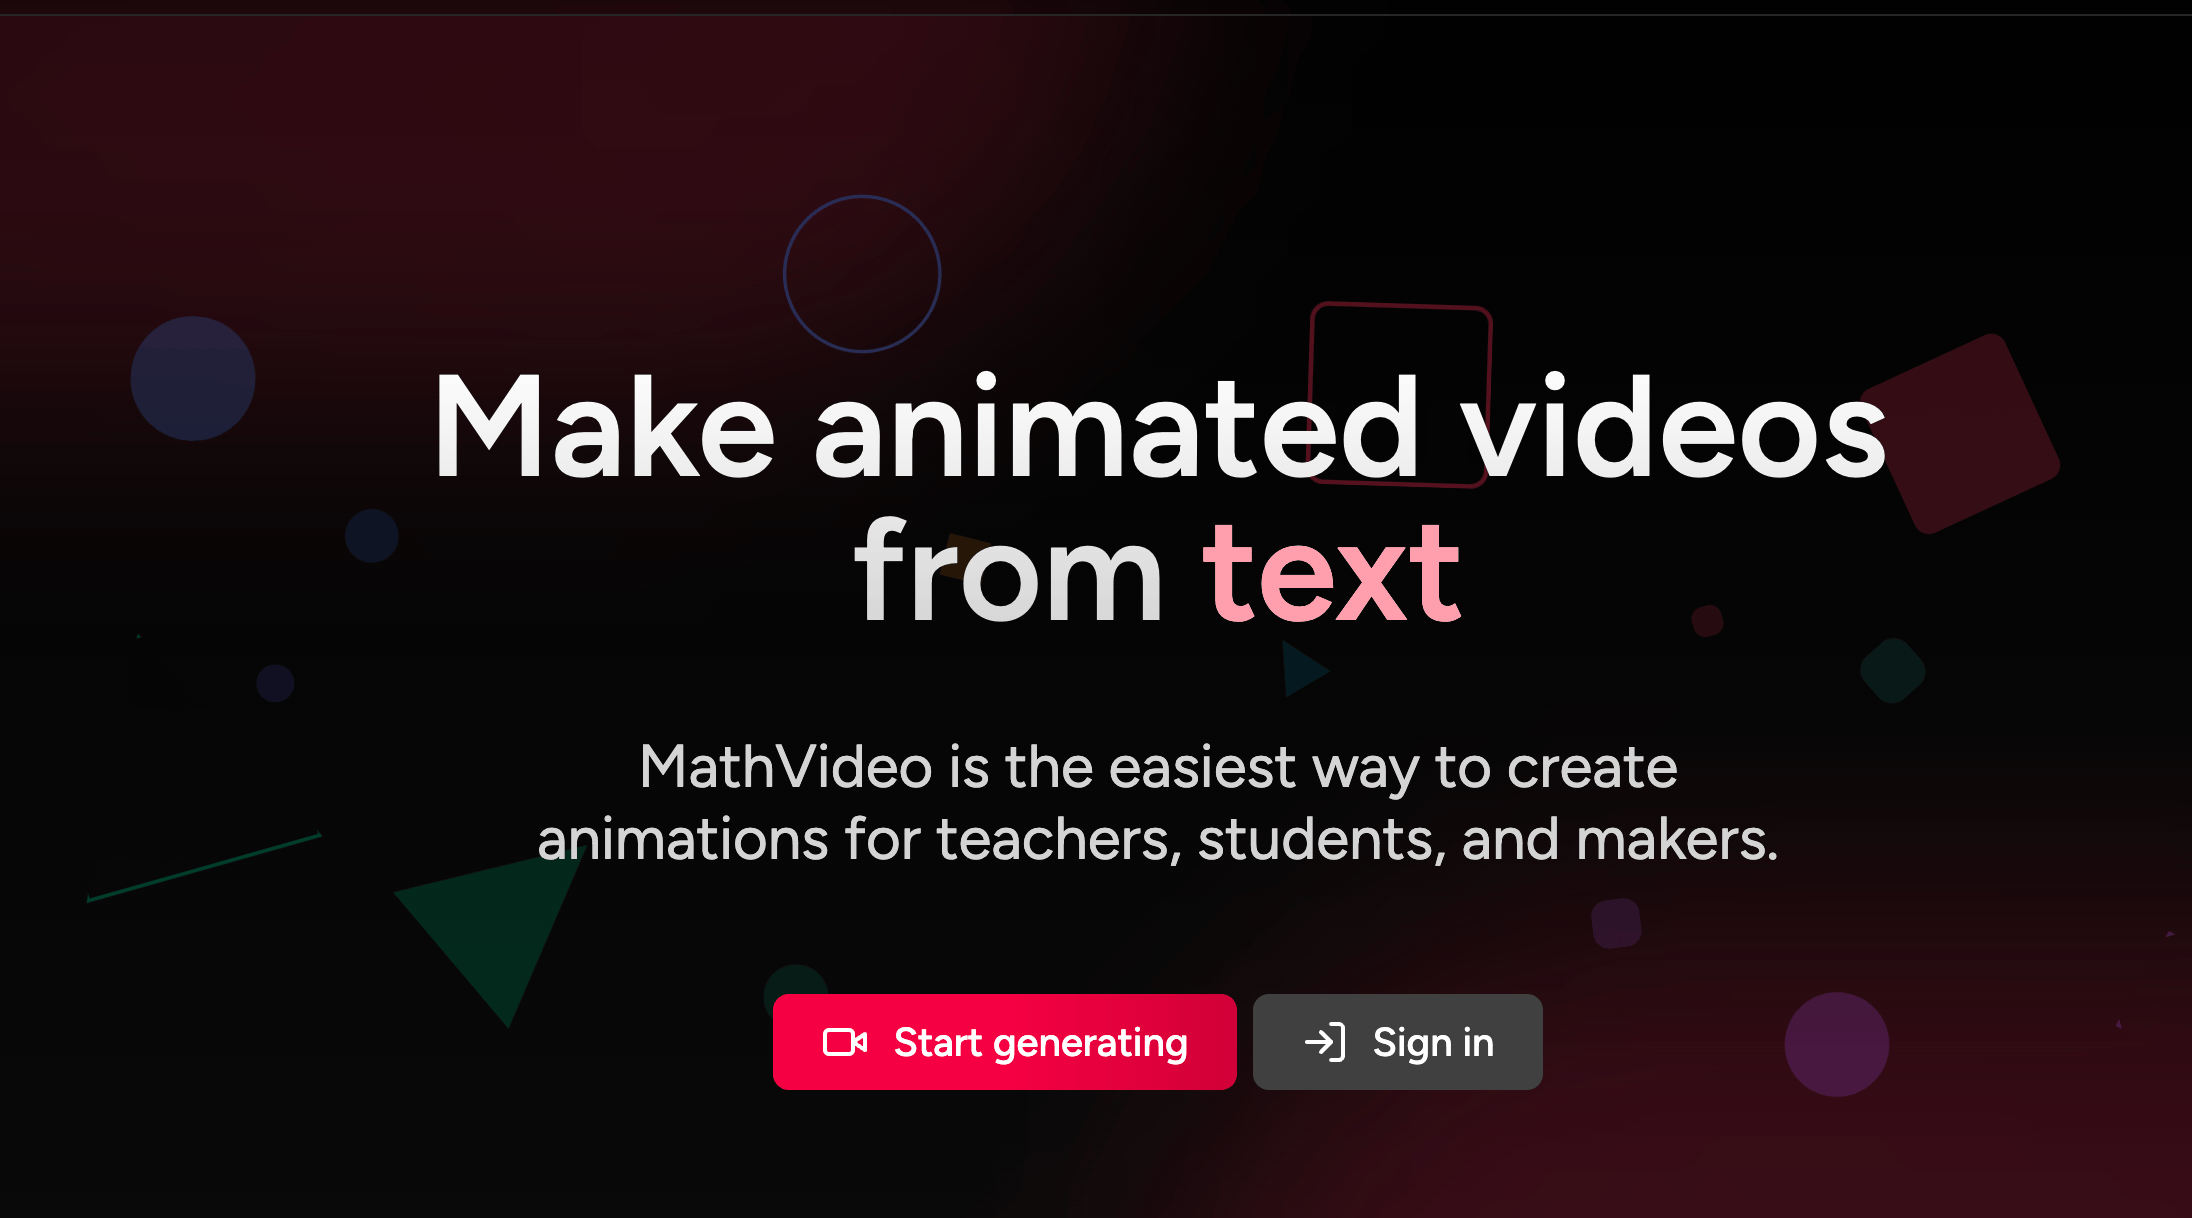 Make animated videos
from text
MathVideo is the easiest way to create
animations for teachers, students, and makers.
Start generating
Sign in